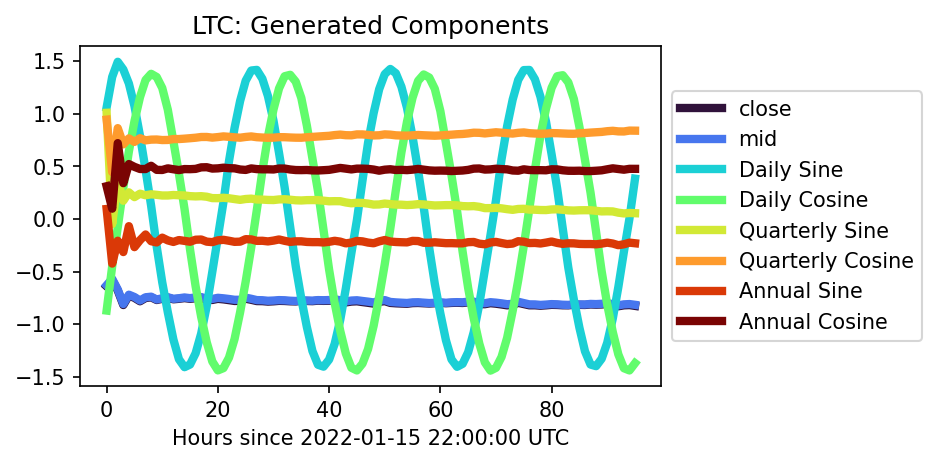 LTC: Generated Components
1.5
1.0
0.5
0.0
−0.5
−1.0
−1.5
0 20 40 60 80
Hours since 2022-01-15 22:00:00 UTC
close
mid
Daily Sine
Daily Cosine
Quarterly Sine
Quarterly Cosine
Annual Sine
Annual Cosine